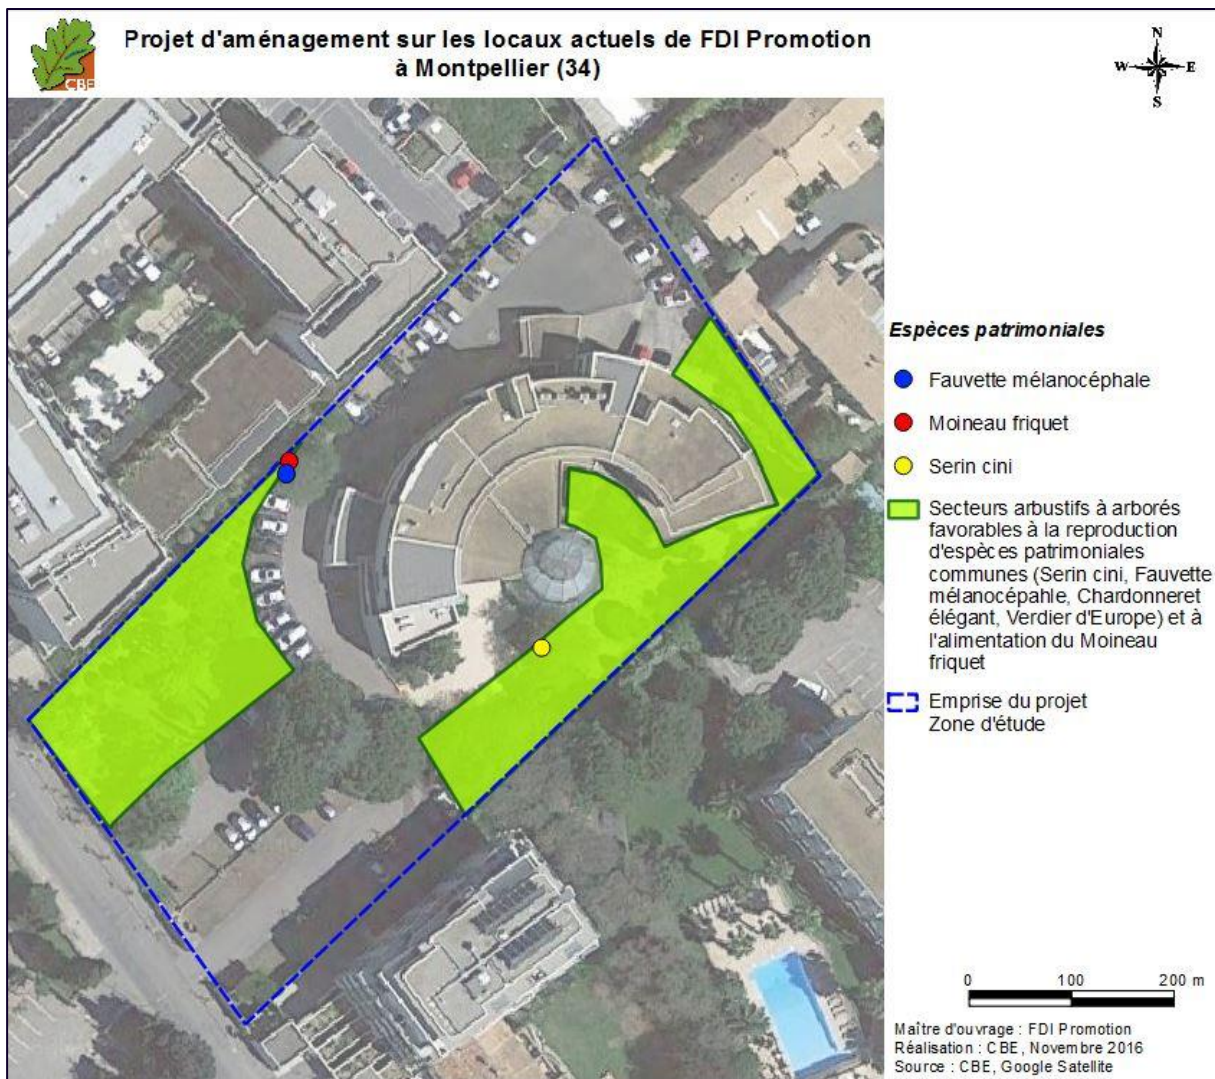 CBE
Projet d'aménagement sur les locaux actuels de FDI Promotion
à Montpellier (34)
N
W E
S
Espèces patrimoniales
Fauvette mélanocéphale
Moineau friquet
Serin cini
Secteurs arbustifs à arborés
favorables à la reproduction
d'espèces patrimoniales
communes (Serin cini, Fauvette
mélanocépahle, Chardonneret
élégant, Verdier d'Europe) et à
l'alimentation du Moineau
friquet
Emprise du projet
Zone d'étude
0 100 200 m
Maître d'ouvrage : FDI Promotion
Réalisation : CBE, Novembre 2016
Source : CBE, Google Satellite